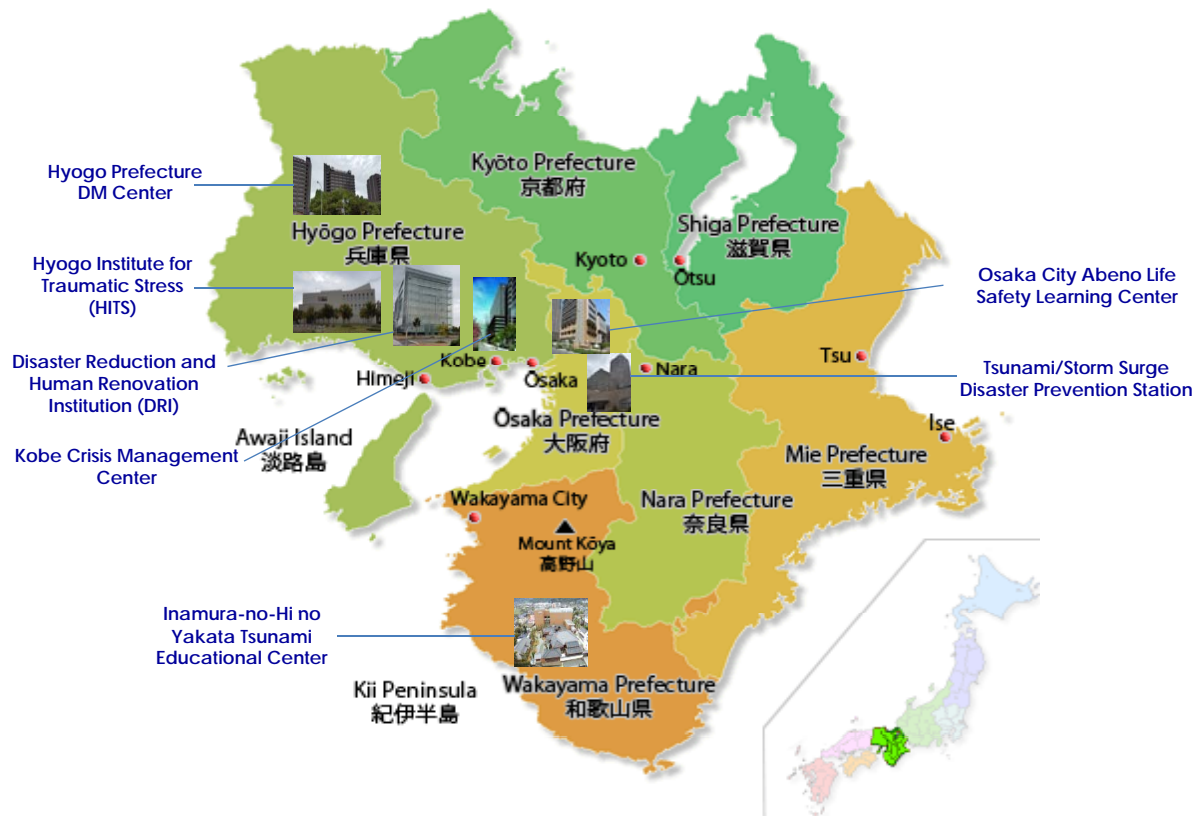 Hyogo Prefecture
DM Center
Hyogo Institute for
Traumatic Stress
(HITS)
Disaster Reduction and
Human Renovation
Institution (DRI)
Kobe Crisis Management
Center
Inamura-no-Hi no
Yakata Tsunami
Educational Center
Osaka City Abeno Life
Safety Learning Center
Tsunami/Storm Surge
Disaster Prevention Station
Kyōto Prefecture
京都府
Shiga Prefecture
滋賀県
Hyōgo Prefecture
兵庫県
Kyoto
Ōtsu
Tsu
Kobe
Ōsaka
Nara
Himeji
Ōsaka Prefecture
大阪府
Ise
Awaji Island
淡路島
Mie Prefecture
三重県
Wakayama City
Nara Prefecture
奈良県
Mount Kōya
高野山
Kii Peninsula
紀伊半島
Wakayama Prefecture
和歌山県